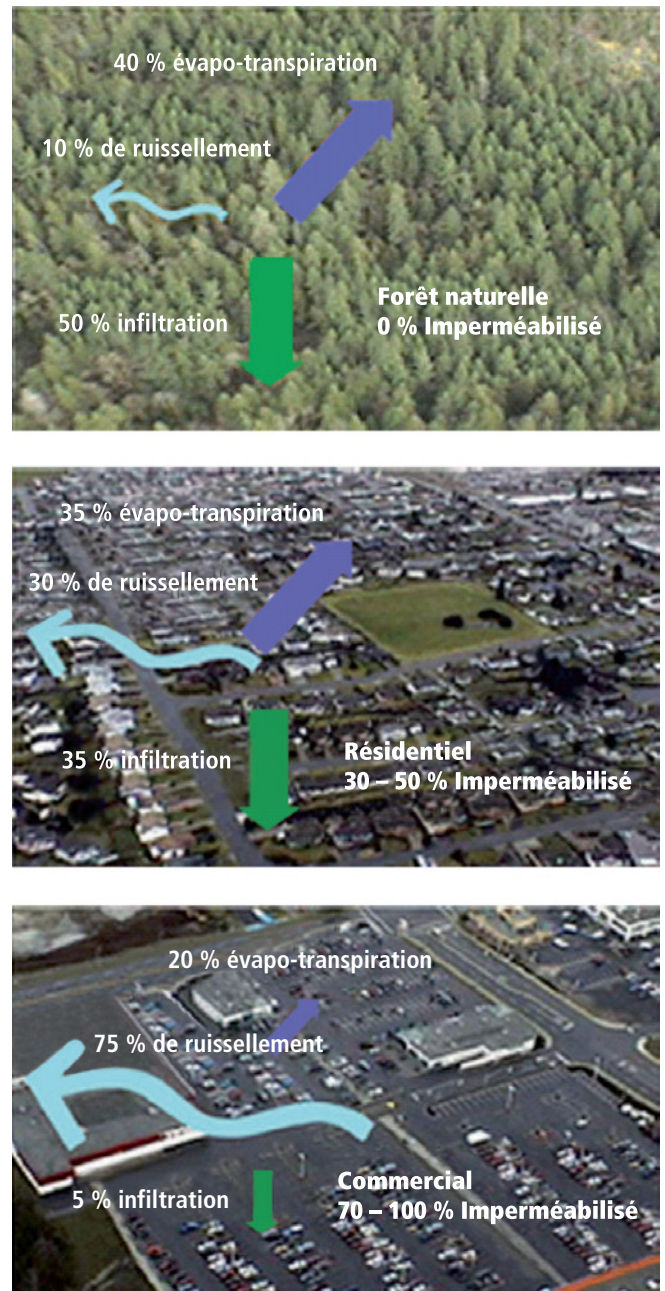 40 % évapo-transpiration
10 % de ruissellement
50 % infiltration
Forêt naturelle
0 % Imperméabilisé
35 % évapo-transpiration
30 % de ruissellement
35 % infiltration
Résidentiel
30 – 50 % Imperméabilisé
20 % évapo-transpiration
75 % de ruissellement
5 % infiltration
Commercial
70 – 100 % Imperméabilisé